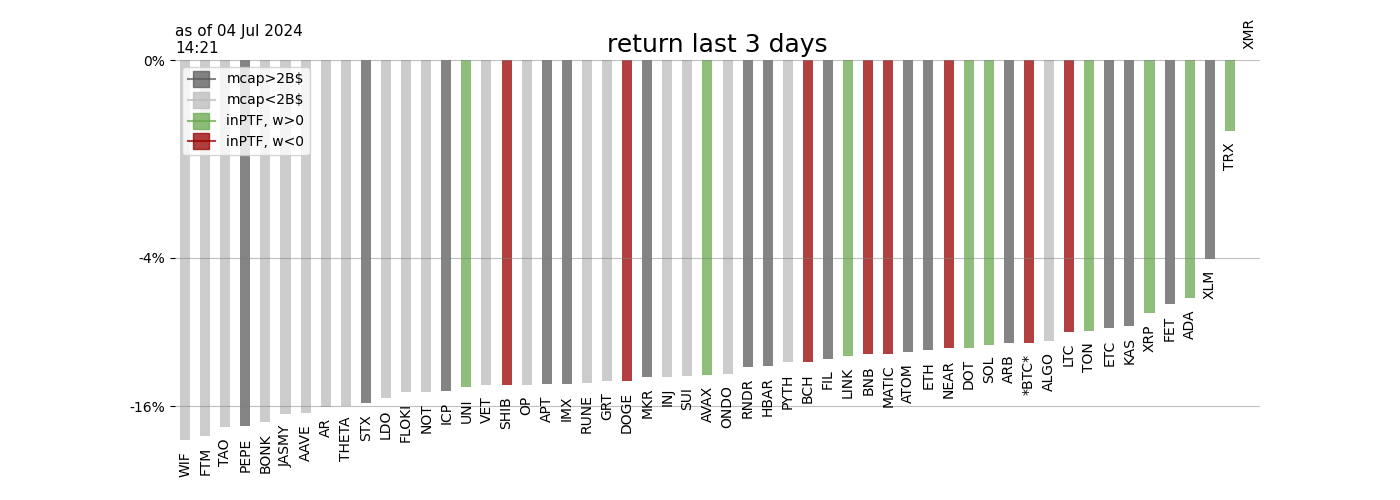 as of 04 Jul 2024
14:21
return last 3 days
XMR
0%
-4%
-16%
mcap>2B$
mcap<2B$
inPTF, w>0
inPTF, w<0
WIF
FTM
TAO
PEPE
BONK
JASMY
AAVE
AR
THETA
STX
LDO
FLOKI
NOT
ICP
UNI
VET
SHIB
OP
APT
IMX
RUNE
GRT
DOGE
MKR
INJ
SUI
AVAX
ONDO
RNDR
HBAR
PYTH
BCH
FIL
LINK
BNB
MATIC
ATOM
ETH
NEAR
DOT
SOL
ARB
*BTC*
ALGO
LTC
TON
ETC
KAS
XRP
FET
ADA
XLM
TRX